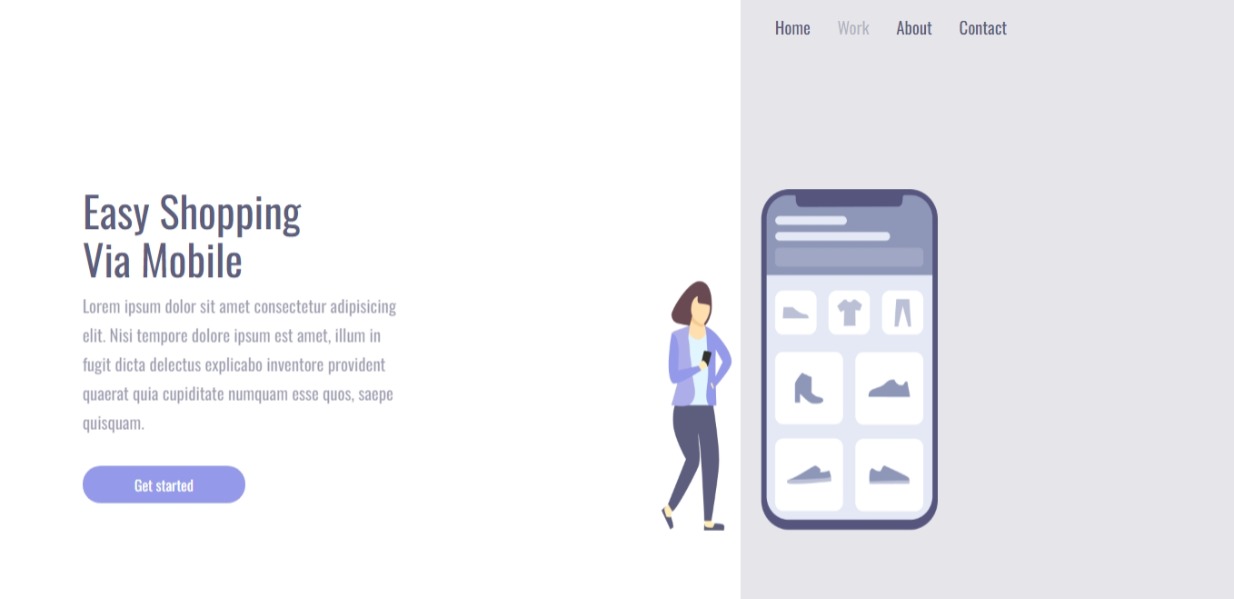 Home Work About Contact
Easy Shopping
Via Mobile
Lorem ipsum dolor sit amet consectetur adipisicing
elit. Nisi tempore dolore ipsum est amet, illum in
fugit dicta delectus explicabo inventore provident
quaerat quia cupiditate numquam esse quos, saepe
quisquam.
Get started